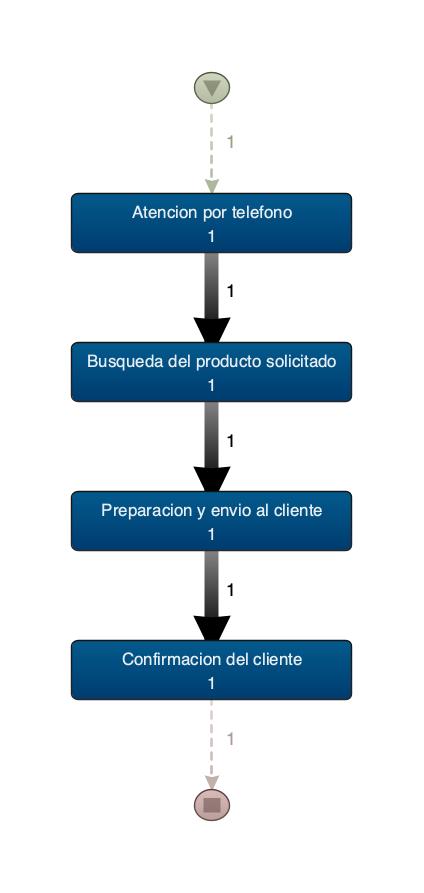 1
Atencion por telefono
1
1
Busqueda del producto solicitado
1
1
Preparacion y envio al cliente
1
1
Confirmacion del cliente
1
1